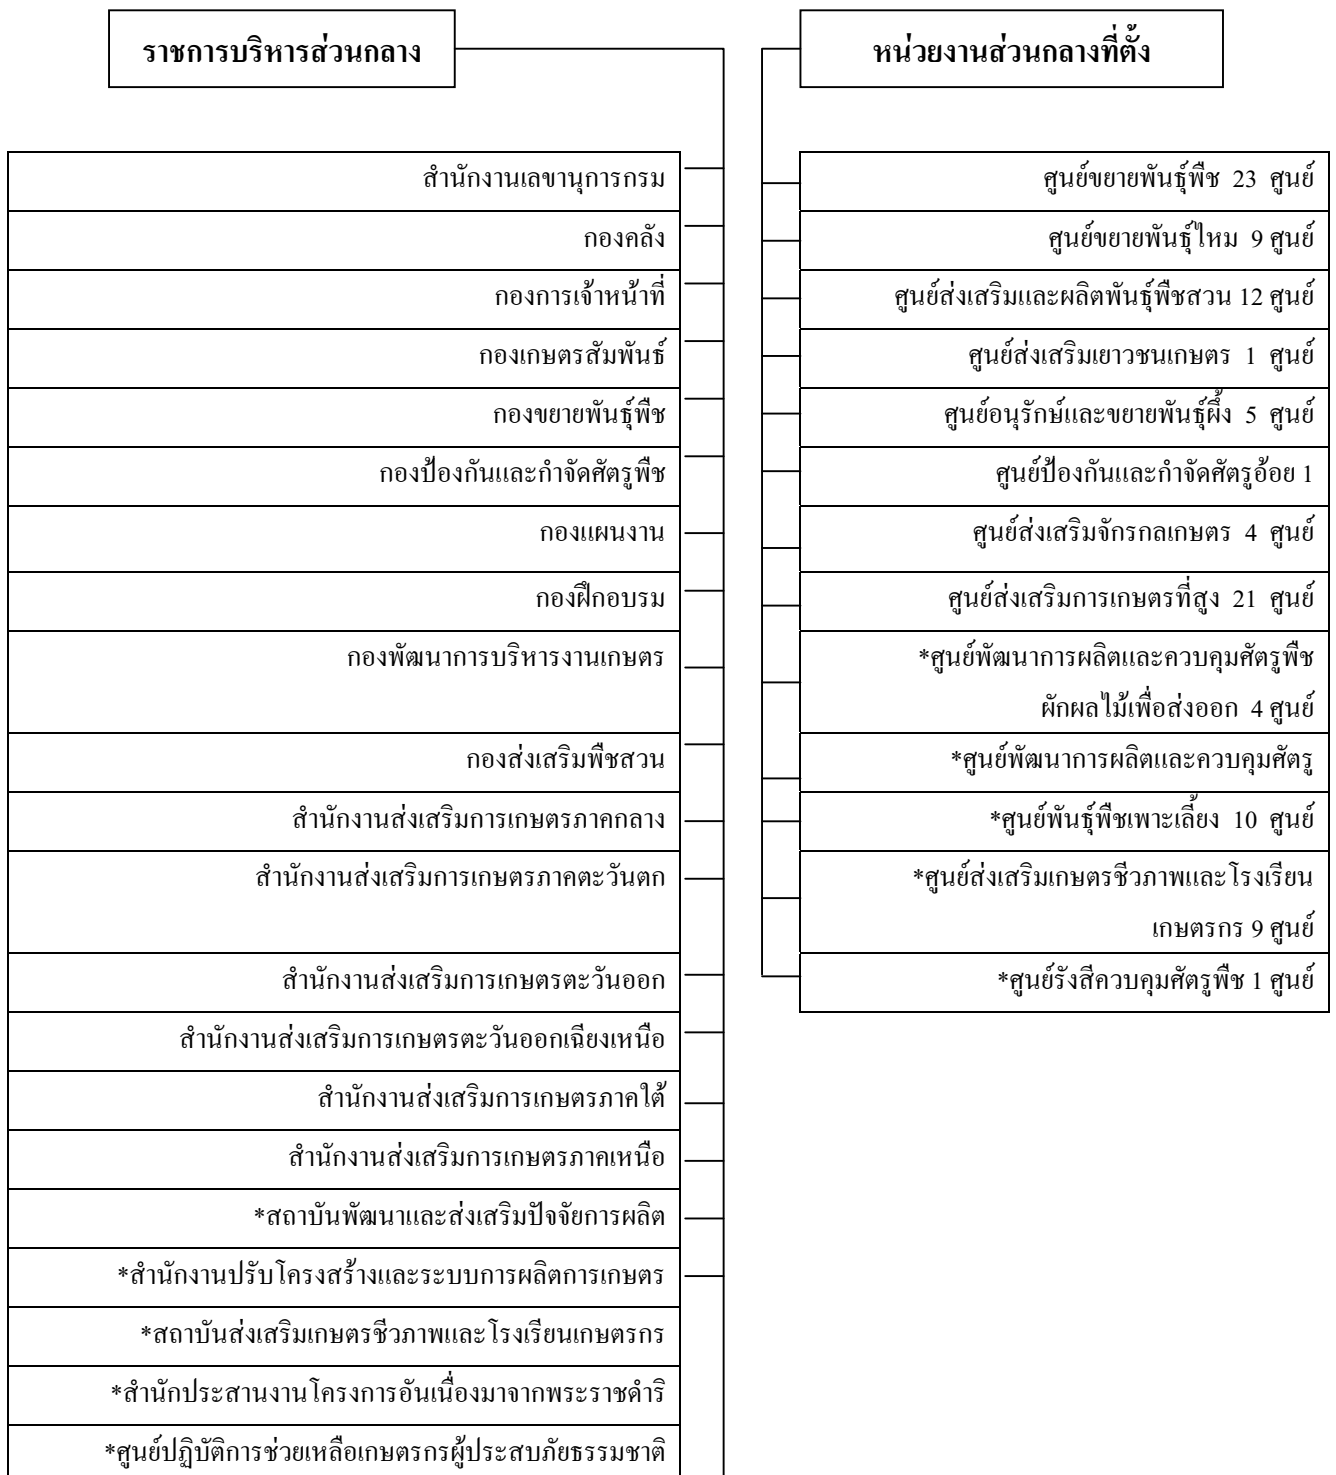 ราชการบริหารส่วนกลาง
สำนักงานเลขานุการกรม
กองคลัง
กองการเจ้าหน้าที่
กองเกษตรสัมพันธ์
กองขยายพันธุ์พืช
กองป้องกันและกำจัดศัตรูพืช
กองแผนงาน
กองฝึกอบรม
กองพัฒนาการบริหารงานเกษตร
กองส่งเสริมพืชสวน
สำนักงานส่งเสริมการเกษตรภาคกลาง
สำนักงานส่งเสริมการเกษตรภาคตะวันตก
สำนักงานส่งเสริมการเกษตรตะวันออก
สำนักงานส่งเสริมการเกษตรตะวันออกเฉียงเหนือ
สำนักงานส่งเสริมการเกษตรภาคใต้
สำนักงานส่งเสริมการเกษตรภาคเหนือ
*สถาบันพัฒนาและส่งเสริมปัจจัยการผลิต
*สำนักงานปรับโครงสร้างและระบบการผลิตการเกษตร
*สถาบันส่งเสริมเกษตรชีวภาพและโรงเรียนเกษตรกร
*สำนักประสานงานโครงการอันเนื่องมาจากพระราชดำริ
*ศูนย์ปฏิบัติการช่วยเหลือเกษตรกรผู้ประสบภัยธรรมชาติ
หน่วยงานส่วนกลางที่ตั้ง
ศูนย์ขยายพันธุ์พืช 23 ศูนย์
ศูนย์ขยายพันธุ์ไหม 9 ศูนย์
ศูนย์ส่งเสริมและผลิตพันธุ์พืชสวน 12 ศูนย์
ศูนย์ส่งเสริมเยาวชนเกษตร 1 ศูนย์
ศูนย์อนุรักษ์และขยายพันธุ์ผึ้ง 5 ศูนย์
ศูนย์ป้องกันและกำจัดศัตรูอ้อย 1
ศูนย์ส่งเสริมจักรกลเกษตร 4 ศูนย์
ศูนย์ส่งเสริมการเกษตรที่สูง 21 ศูนย์
*ศูนย์พัฒนาการผลิตและควบคุมศัตรูพืช
ผักผลไม้เพื่อส่งออก 4 ศูนย์
*ศูนย์พัฒนาการผลิตและควบคุมศัตรู
*ศูนย์พันธุ์พืชเพาะเลี้ยง 10 ศูนย์
*ศูนย์ส่งเสริมเกษตรชีวภาพและโรงเรียน
เกษตรกร 9 ศูนย์
*ศูนย์รังสีควบคุมศัตรูพืช 1 ศูนย์